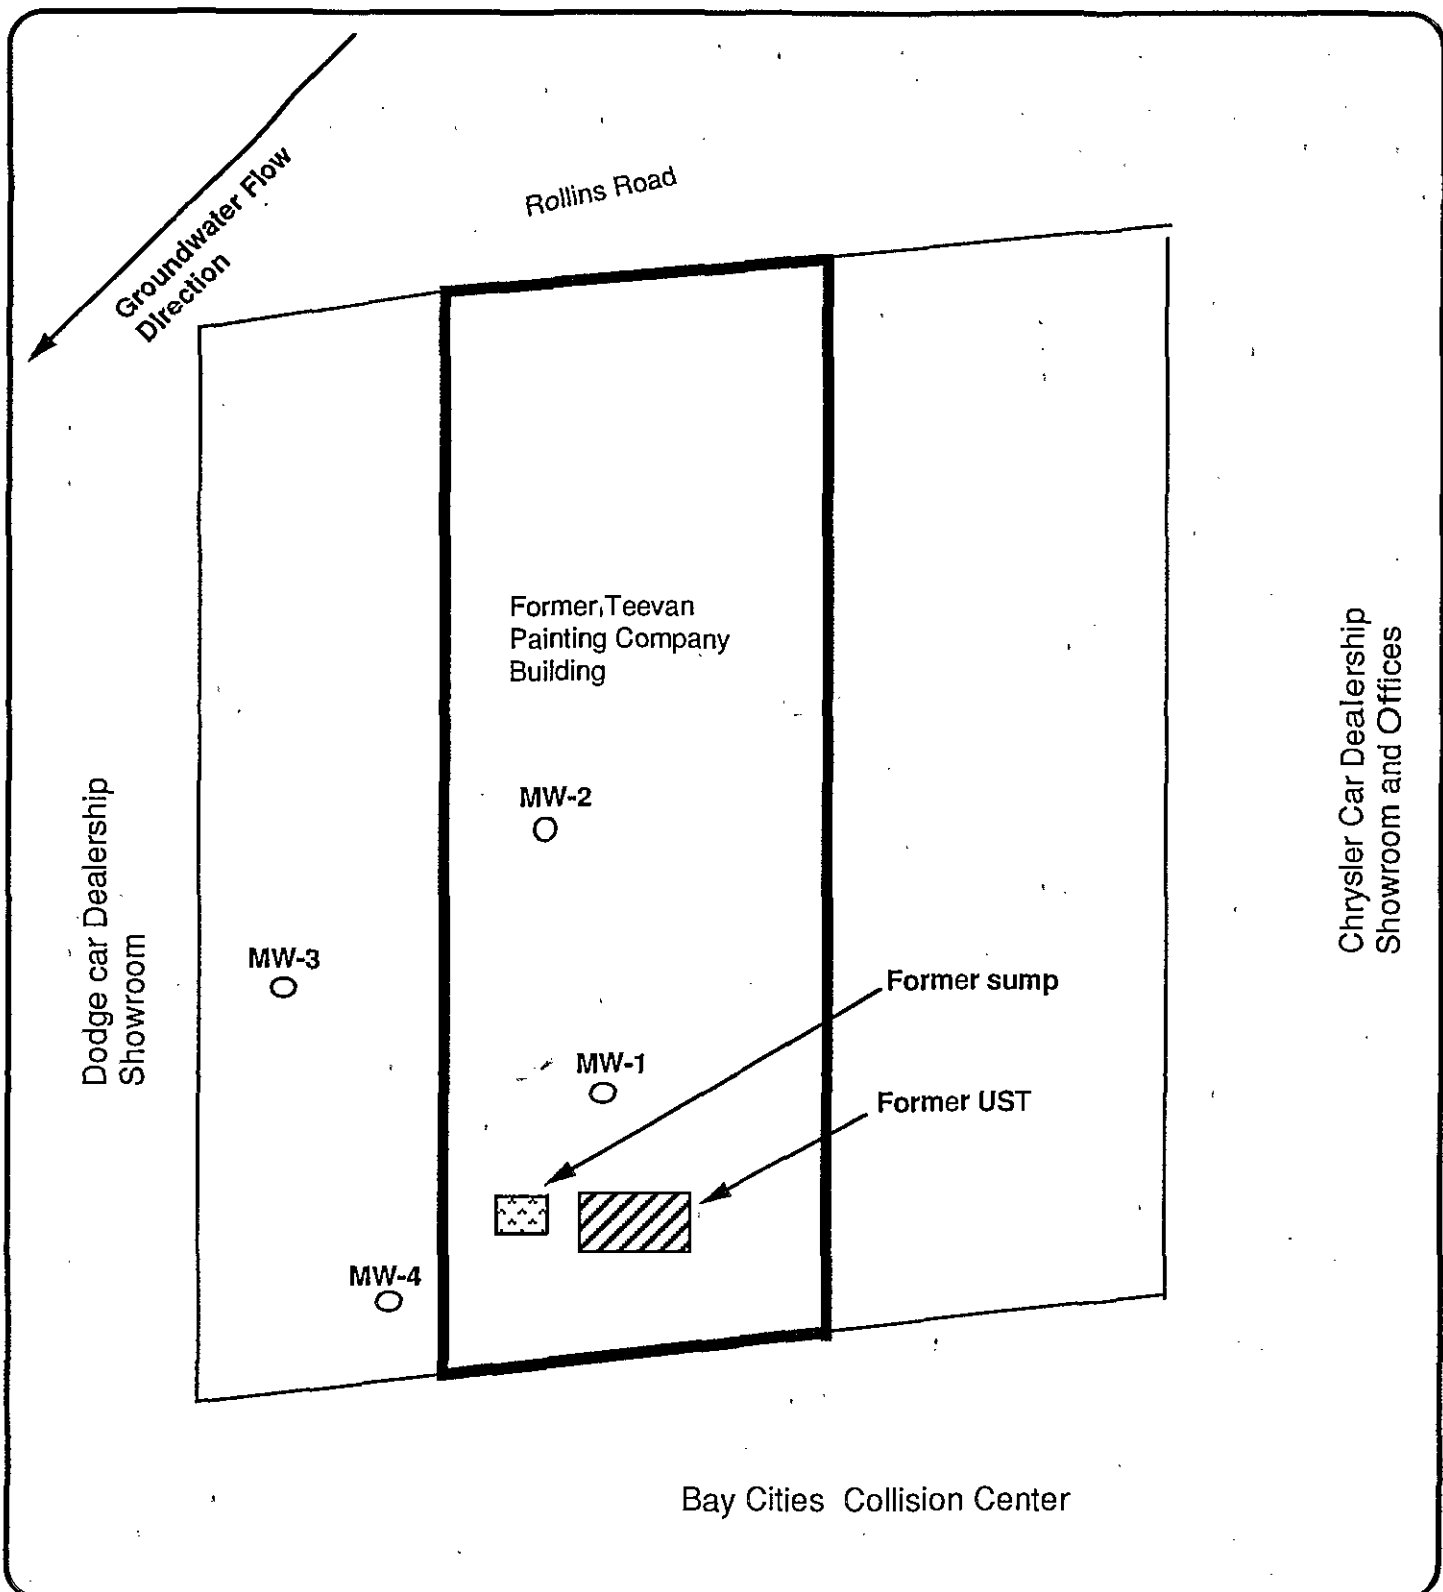 Groundwater Flow
DIrection
Rollins Road
Former Teevan
Painting Company
Building
MW-2
Dodge car Dealership
Showroom
Chrysler Car Dealership
Showroom and Offices
MW-3
Former sump
MW-1
Former UST
MW-4
Bay Cities Collision Center